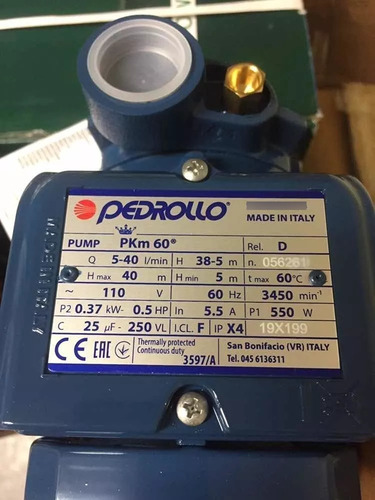 PEDROLLO
MADE IN ITALY
PUMP PKm 60® Rel. D
Q 5-40 l/min H 38-5 m n.
H max 40 m H min 5 m t max 60°C
~ 110 V 60 Hz 3450 min⁻¹
P2 0.37 kW- 0.5 HP In 5.5 A P1 550 W
C 25 µF - 250 VL I.CL. F IP X4 19X199
CE EAC Thermally protected
Continuous duty
3597/A
San Bonifacio (VR) ITALY
Tel. 045 6136311
MADE IN ITALY